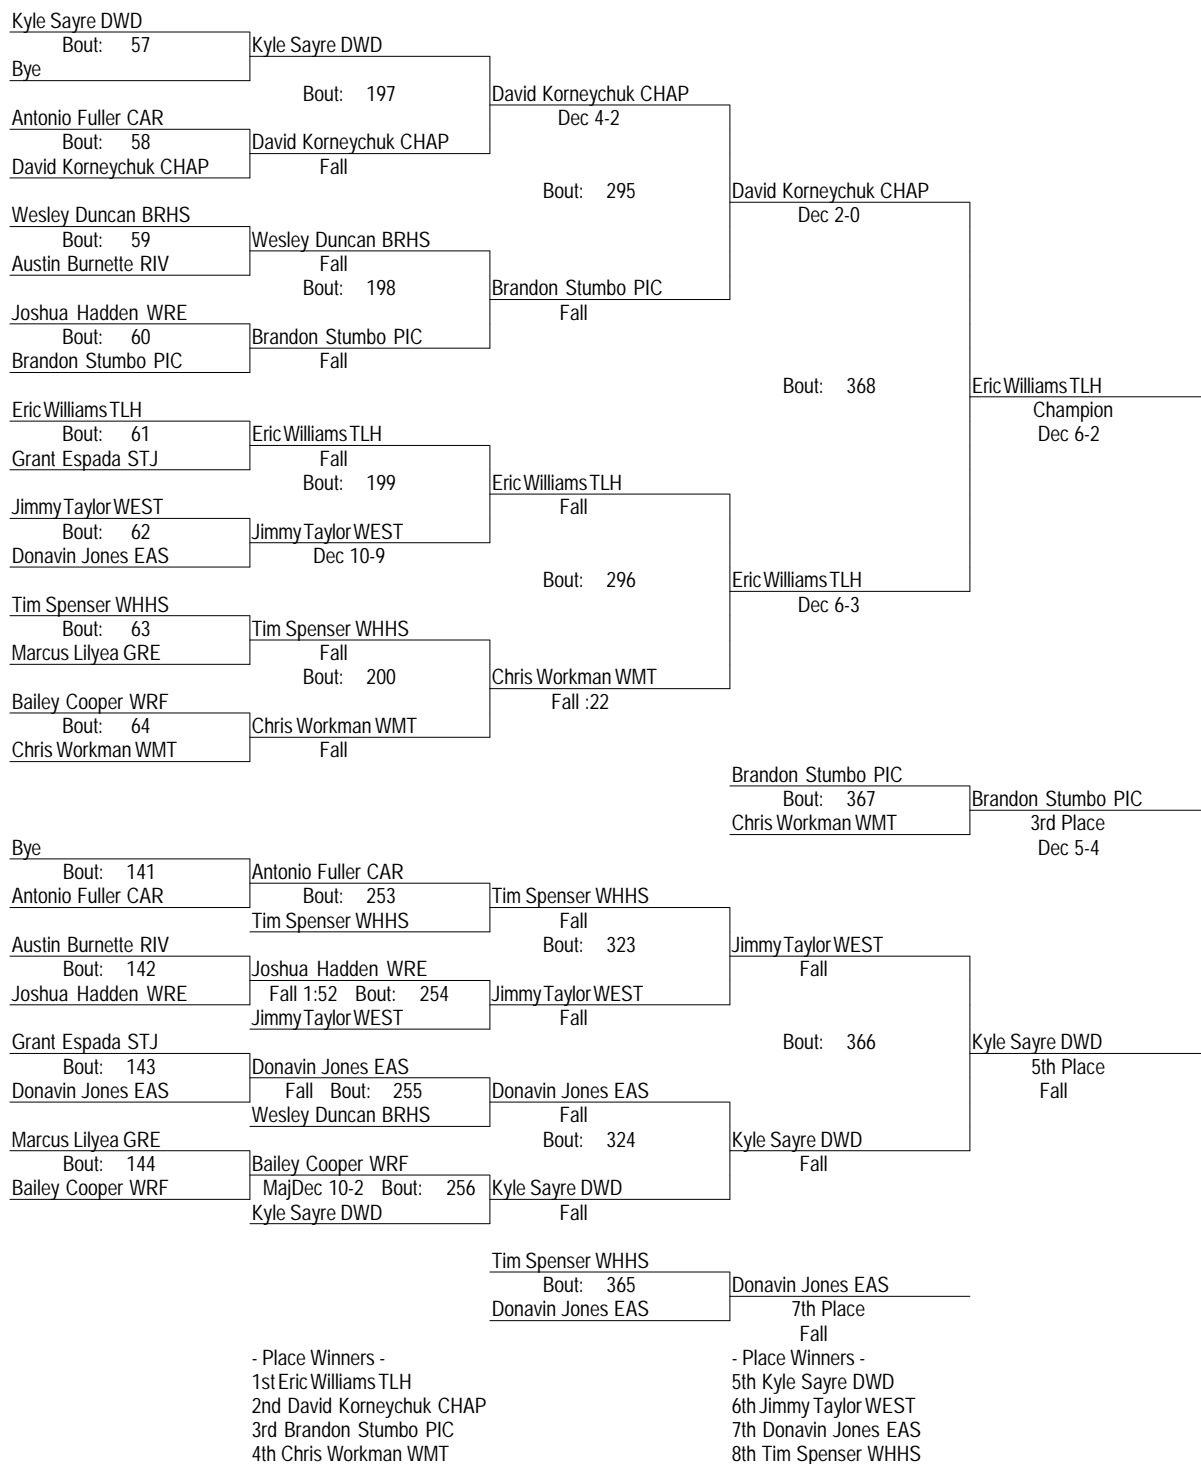 Kyle Sayre DWD
Bout: 57
Kyle Sayre DWD
Bye
Bout: 197
David Korneychuk CHAP
Antonio Fuller CAR
Dec 4-2
Bout: 58
David Korneychuk CHAP
David Korneychuk CHAP
Fall
Bout: 295
David Korneychuk CHAP
Wesley Duncan BRHS
Dec 2-0
Bout: 59
Wesley Duncan BRHS
Austin Burnette RIV
Fall
Bout: 198
Brandon Stumbo PIC
Joshua Hadden WRE
Fall
Bout: 60
Brandon Stumbo PIC
Brandon Stumbo PIC
Fall
Bout: 368
Eric Williams TLH
Eric Williams TLH
Champion
Bout: 61
Eric Williams TLH
Dec 6-2
Grant Espada STJ
Fall
Bout: 199
Eric Williams TLH
Jimmy Taylor WEST
Fall
Bout: 62
Jimmy Taylor WEST
Donavin Jones EAS
Dec 10-9
Bout: 296
Eric Williams TLH
Tim Spenser WHHS
Dec 6-3
Bout: 63
Tim Spenser WHHS
Marcus Lilyea GRE
Fall
Bout: 200
Chris Workman WMT
Bailey Cooper WRF
Fall :22
Bout: 64
Chris Workman WMT
Chris Workman WMT
Fall
Brandon Stumbo PIC
Bout: 367
Brandon Stumbo PIC
Chris Workman WMT
3rd Place
Dec 5-4
Bye
Bout: 141
Antonio Fuller CAR
Antonio Fuller CAR
Bout: 253
Tim Spenser WHHS
Tim Spenser WHHS
Fall
Austin Burnette RIV
Bout: 323
Jimmy Taylor WEST
Bout: 142
Joshua Hadden WRE
Fall
Joshua Hadden WRE
Fall 1:52 Bout: 254
Jimmy Taylor WEST
Jimmy Taylor WEST
Fall
Grant Espada STJ
Bout: 366
Kyle Sayre DWD
Bout: 143
Donavin Jones EAS
5th Place
Donavin Jones EAS
Fall Bout: 255
Donavin Jones EAS
Fall
Wesley Duncan BRHS
Fall
Marcus Lilyea GRE
Bout: 324
Kyle Sayre DWD
Bout: 144
Bailey Cooper WRF
Fall
Bailey Cooper WRF
MajDec 10-2 Bout: 256
Kyle Sayre DWD
Kyle Sayre DWD
Fall
Tim Spenser WHHS
Bout: 365
Donavin Jones EAS
Donavin Jones EAS
7th Place
Fall
- Place Winners -
1st Eric Williams TLH
2nd David Korneychuk CHAP
3rd Brandon Stumbo PIC
4th Chris Workman WMT
- Place Winners -
5th Kyle Sayre DWD
6th Jimmy Taylor WEST
7th Donavin Jones EAS
8th Tim Spenser WHHS